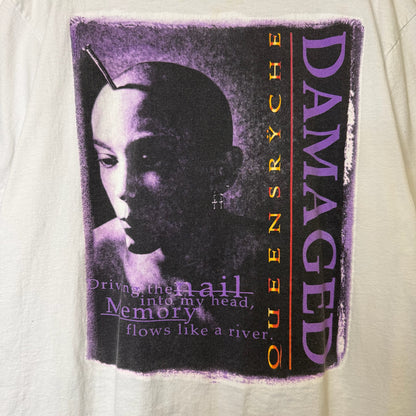 DAMAGED
QUEENSRYCHE
Driving the nail
into my head,
Memory
flows like a river.